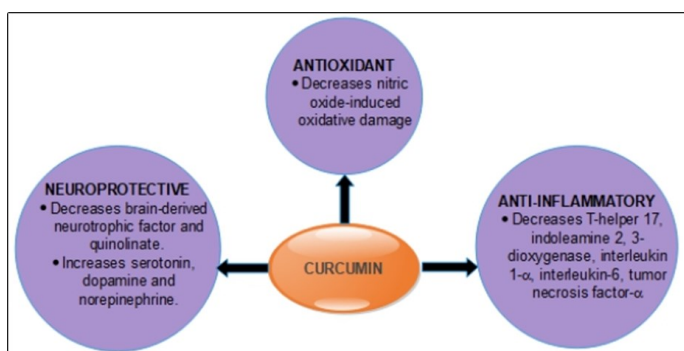 ANTIOXIDANT
• Decreases nitric
oxide-induced
oxidative damage
NEUROPROTECTIVE
• Decreases brain-derived
neurotrophic factor and
quinolinate.
• Increases serotonin,
dopamine and
norepinephrine.
CURCUMIN
ANTI-INFLAMMATORY
• Decreases T-helper 17,
indoleamine 2, 3-
dioxygenase, interleukin
1-α, interleukin-6, tumor
necrosis factor-α